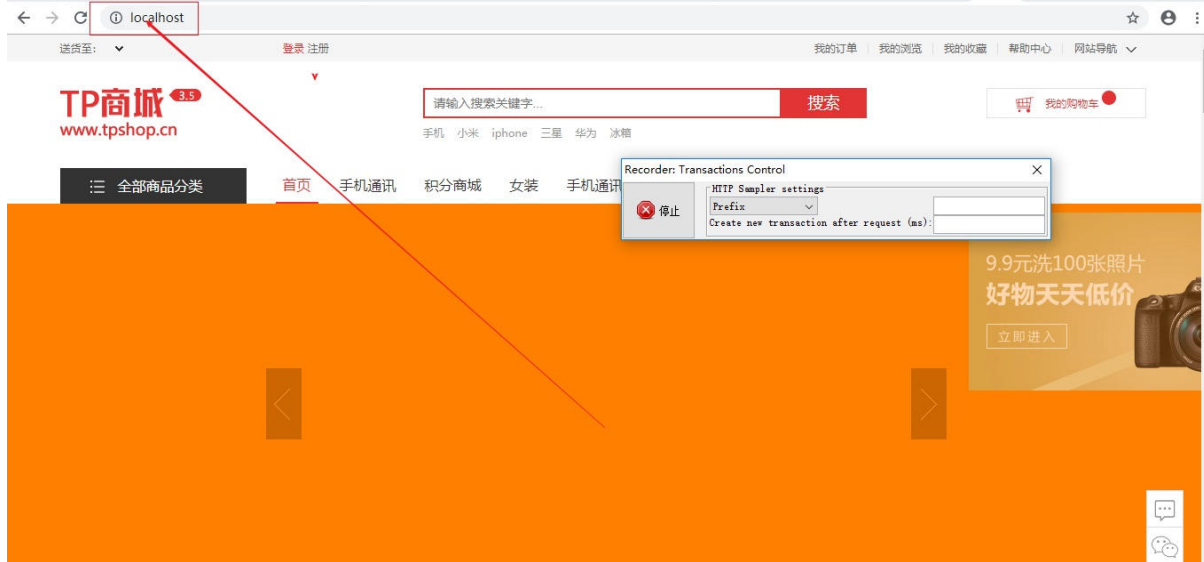 localhost
送货至:
登录 注册
我的订单 我的浏览 我的收藏 帮助中心 网站导航
TP商城 3.5
www.tpshop.cn
请输入搜索关键字...
搜索
我的购物车
手机 小米 iphone 三星 华为 冰箱
全部商品分类
首页 手机通讯 积分商城 女装 手机通讯
Recorder: Transactions Control
停止
HTTP Sampler settings
Prefix
Create new transaction after request (ms):
9.9元洗100张照片
好物天天低价
立即进入